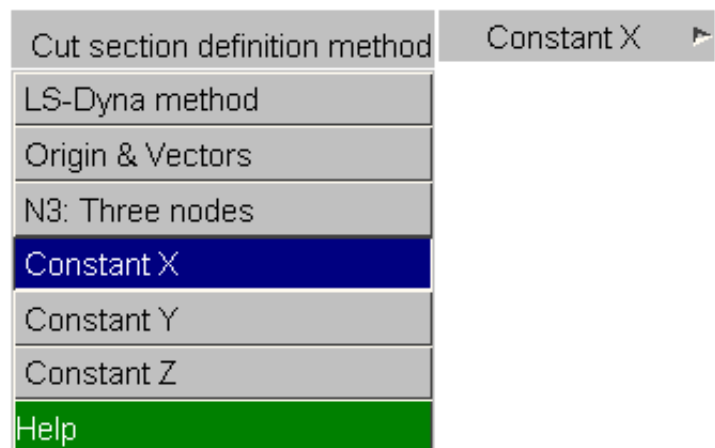 Cut section definition method
Constant X
LS-Dyna method
Origin & Vectors
N3: Three nodes
Constant X
Constant Y
Constant Z
Help